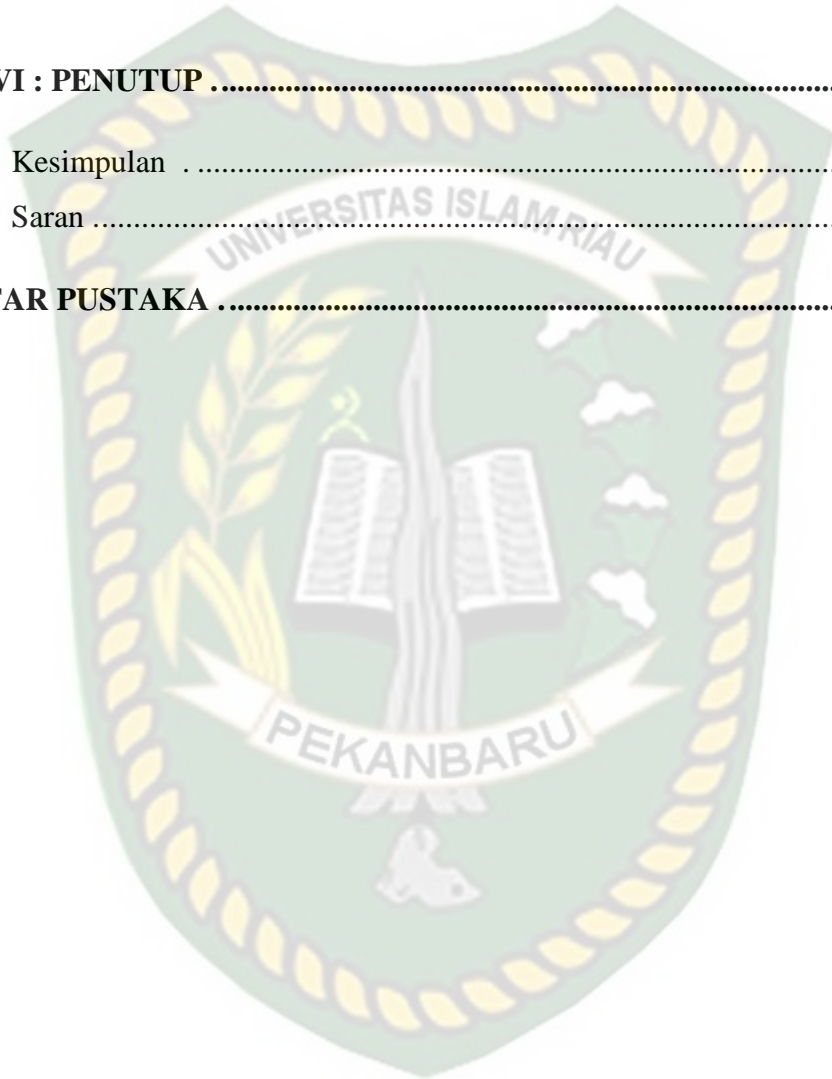 VI : PENUTUP ................................................................................
Kesimpulan . ................................................................................
Saran ................................................................................
UNIVERSITAS ISLAM RIAU
TAR PUSTAKA ................................................................................
PEKANBARU